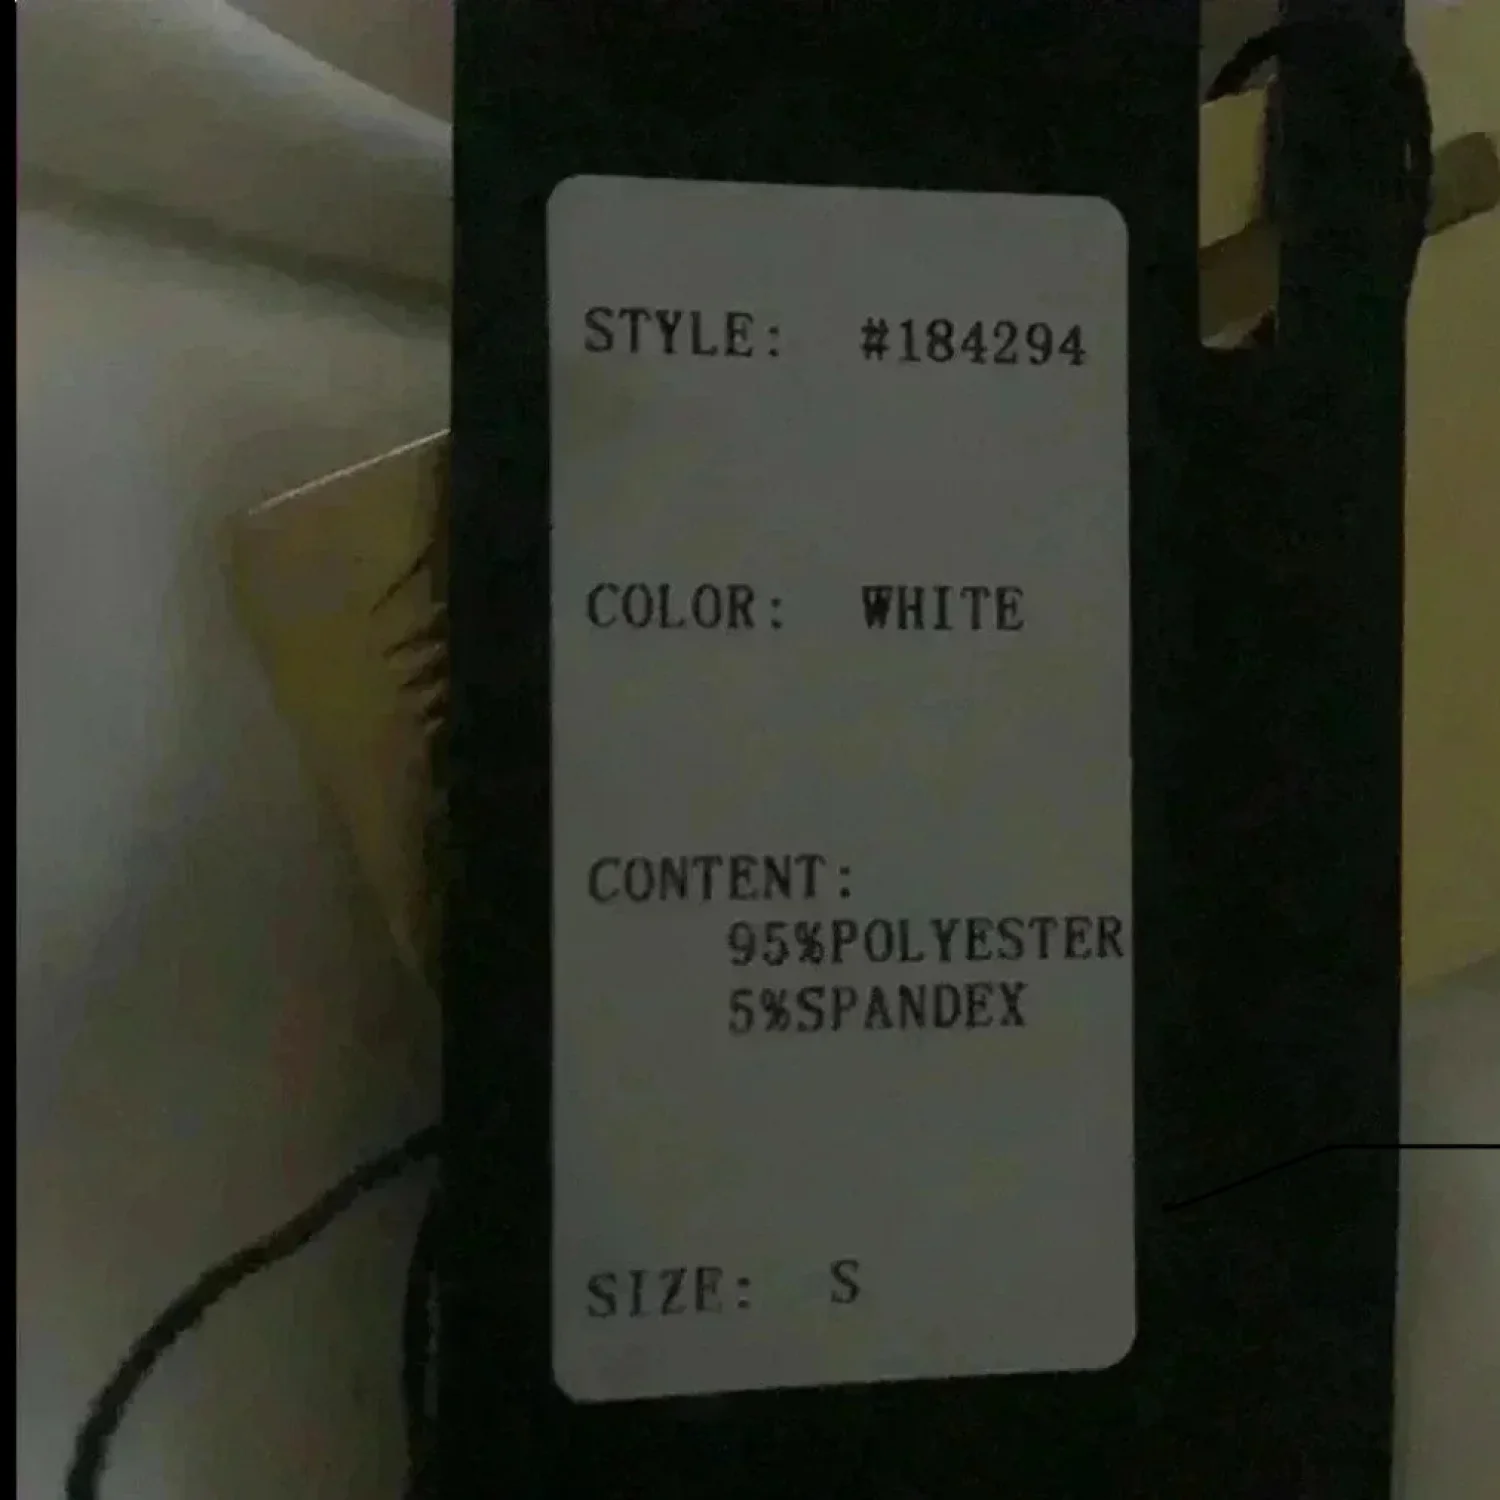 STYLE: #184294
COLOR: WHITE
CONTENT:
95%POLYESTER
5%SPANDEX
SIZE: S